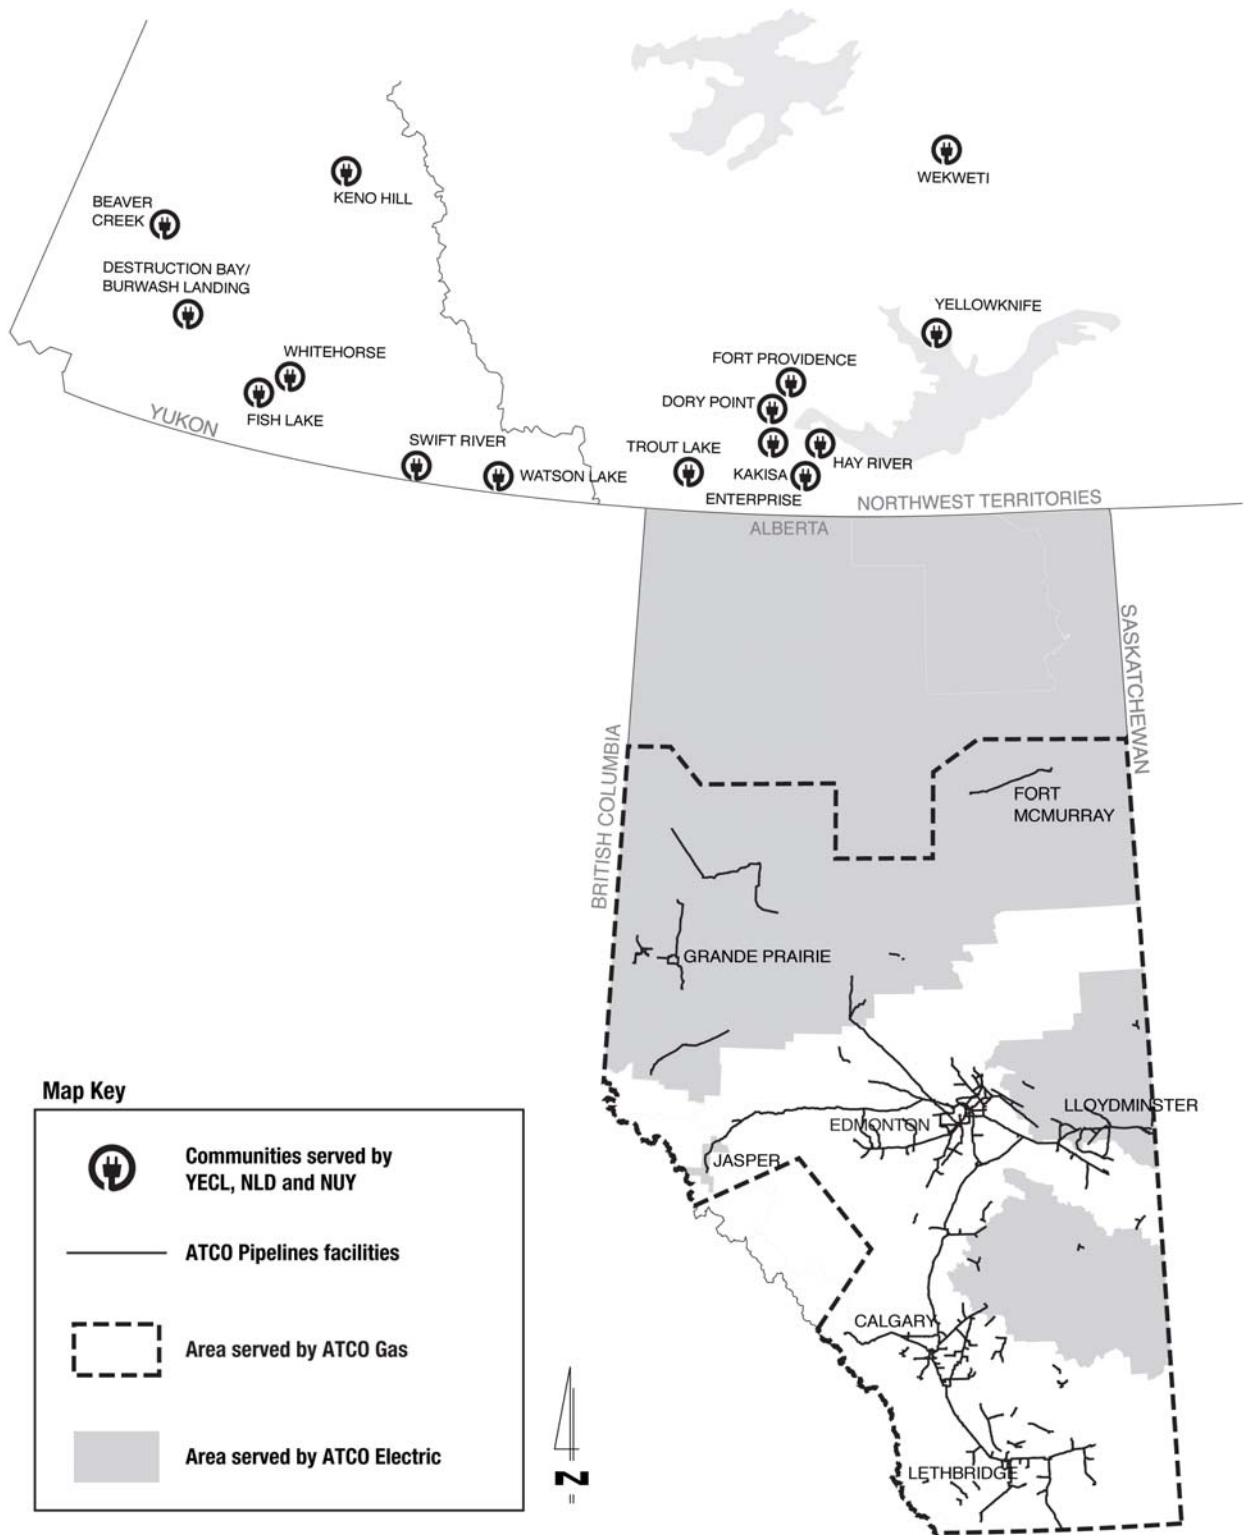 WEKWETI
KENO HILL
BEAVER
CREEK
DESTRUCTION BAY/
BURWASH LANDING
YELLOWKNIFE
WHITEHORSE
FORT PROVIDENCE
DORY POINT
FISH LAKE
YUKON
SWIFT RIVER
TROUT LAKE
HAY RIVER
WATSON LAKE
KAKISA
ENTERPRISE
NORTHWEST TERRITORIES
ALBERTA
SASKATCHEWAN
BRITISH COLUMBIA
FORT
MCMURRAY
GRANDE PRAIRIE
LLOYDMINSTER
EDMONTON
JASPER
CALGARY
LETHBRIDGE
Map Key
Communities served by
YECL, NLD and NUY
ATCO Pipelines facilities
Area served by ATCO Gas
Area served by ATCO Electric
N